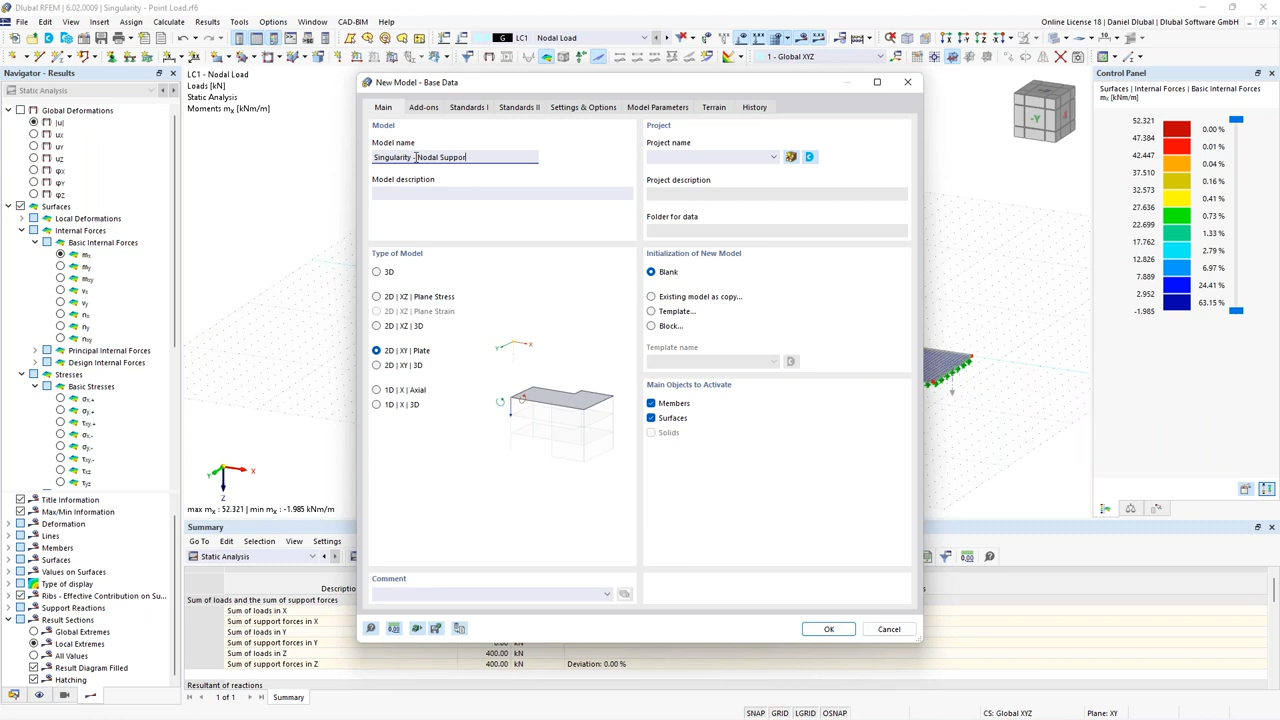 Dlubal RFEM | 6.02.0009 | Singularity - Point Load.rf6
File Edit View Insert Assign Calculate Results Tools Options Window CAD-BIM Help
Online License 18 | Daniel Dlubal | Dlubal Software GmbH
G LC1 Nodal Load
1 - Global XYZ
Navigator - Results
Static Analysis
Global Deformations
|u|
ux
uY
uZ
φX
φY
φZ
Surfaces
Local Deformations
Internal Forces
Basic Internal Forces
mx
my
mxy
vx
vy
nx
ny
nxy
Principal Internal Forces
Design Internal Forces
Stresses
Basic Stresses
σx,+
σy,+
τxy,+
σx,-
σy,-
τxy,-
τxz
τyz
Title Information
Max/Min Information
Deformation
Lines
Members
Surfaces
Values on Surfaces
Type of display
Ribs - Effective Contribution on Su...
Support Reactions
Result Sections
Global Extremes
Local Extremes
All Values
Result Diagram Filled
Hatching
LC1 - Nodal Load
Loads [kN]
Static Analysis
Moments mx [kNm/m]
X
Y
Z
max mx : 52.321 | min mx : -1.985 kNm/m
-Y
New Model - Base Data
Main Add-ons Standards I Standards II Settings & Options Model Parameters Terrain History
Model
Model name
Singularity - Nodal Suppor
Model description
Type of Model
3D
2D | XZ | Plane Stress
2D | XZ | Plane Strain
2D | XZ | 3D
2D | XY | Plate
2D | XY | 3D
1D | X | Axial
1D | X | 3D
Y X
Comment
Project
Project name
Project description
Folder for data
Initialization of New Model
Blank
Existing model as copy...
Template...
Block...
Template name
Main Objects to Activate
Members
Surfaces
Solids
OK Cancel
Control Panel
Surfaces | Internal Forces | Basic Internal Forces
mx [kNm/m]
52.321
47.384
42.447
37.510
32.573
27.636
22.699
17.762
12.826
7.889
2.952
-1.985
0.00 %
0.01 %
0.04 %
0.16 %
0.41 %
0.73 %
1.33 %
2.79 %
6.97 %
24.41 %
63.15 %
Summary
Go To Edit Selection View Settings
Static Analysis
Descriptio
Sum of loads and the sum of support forces
Sum of loads in X
Sum of support forces in X
Sum of loads in Y
Sum of support forces in Y 0.00 kN
Sum of loads in Z 400.00 kN
Sum of support forces in Z 400.00 kN Deviation: 0.00 %
Resultant of reactions
1 of 1 Summary
SNAP GRID LGRID OSNAP
CS: Global XYZ
Plane: XY